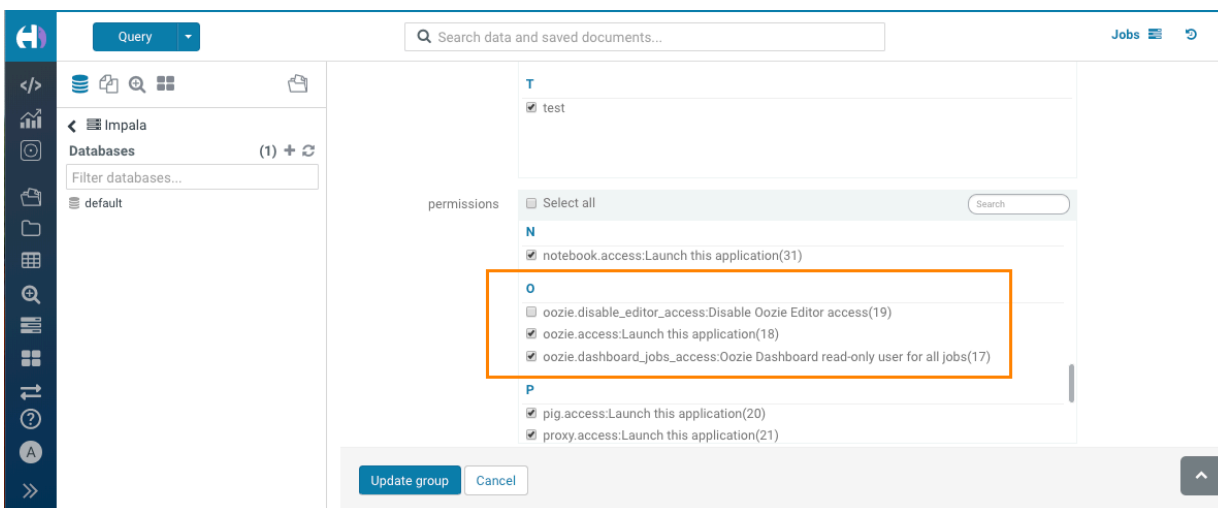 Query
Search data and saved documents...
Jobs
Impala
Databases (1)
Filter databases...
default
T
test
permissions
Select all
Search
N
notebook.access:Launch this application(31)
O
oozie.disable_editor_access:Disable Oozie Editor access(19)
oozie.access:Launch this application(18)
oozie.dashboard_jobs_access:Oozie Dashboard read-only user for all jobs(17)
P
pig.access:Launch this application(20)
proxy.access:Launch this application(21)
A
Update group
Cancel